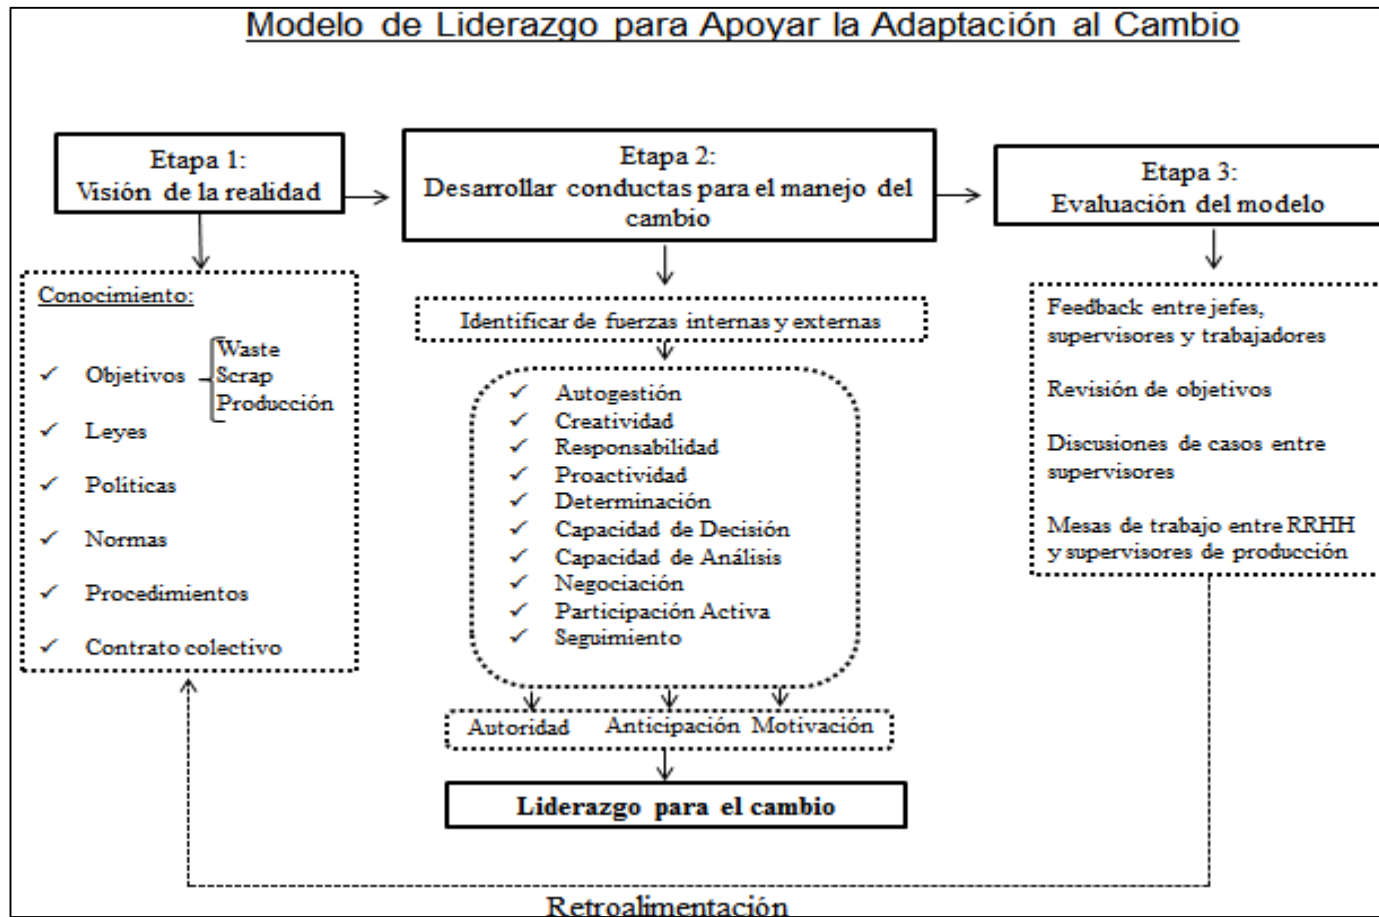 Modelo de Liderazgo para Apoyar la Adaptación al Cambio
Etapa 1:
Visión de la realidad
Etapa 2:
Desarrollar conductas para el manejo del
cambio
Etapa 3:
Evaluación del modelo
Conocimiento:
✓ Objetivos
Waste
Scrap
Producción
✓ Leyes
✓ Políticas
✓ Normas
✓ Procedimientos
✓ Contrato colectivo
Identificar de fuerzas internas y externas
✓ Autogestión
✓ Creatividad
✓ Responsabilidad
✓ Proactividad
✓ Determinación
✓ Capacidad de Decisión
✓ Capacidad de Análisis
✓ Negociación
✓ Participación Activa
✓ Seguimiento
Autoridad Anticipación Motivación
Liderazgo para el cambio
Feedback entre jefes,
supervisores y trabajadores
Revisión de objetivos
Discusiones de casos entre
supervisores
Mesas de trabajo entre RRHH
y supervisores de producción
Retroalimentación